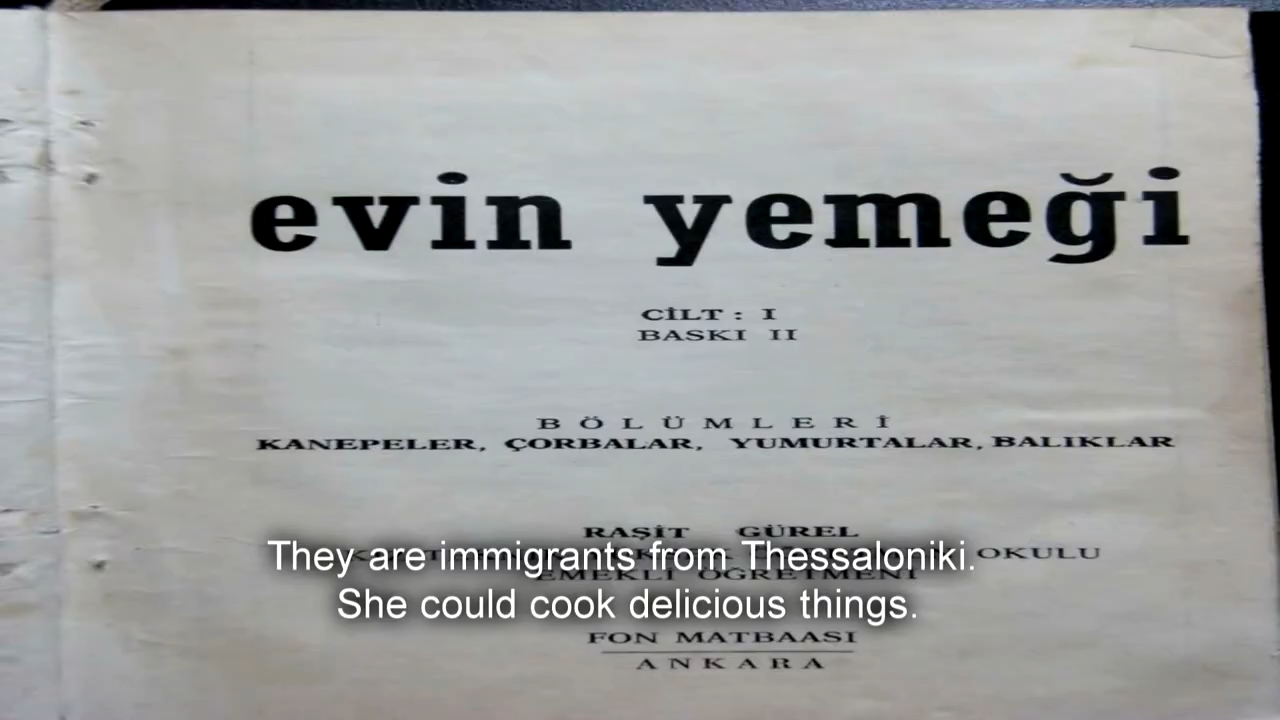 evin yemeği
CİLT : I
BASKI II
BÖLÜMLERİ
KANEPELER, ÇORBALAR, YUMURTALAR, BALIKLAR
RAŞİT GÜREL
OKULU
They are immigrants from Thessaloniki.
EMEKLİ ÖĞRETMENİ
She could cook delicious things.
FON MATBAASI
ANKARA